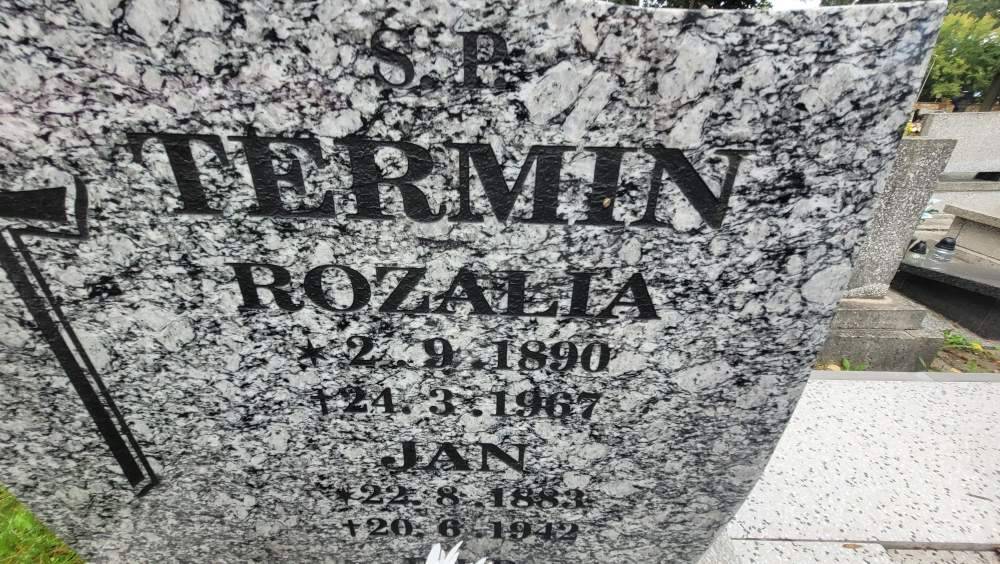 Ś. P.
TERMIN
ROZALIA
* 2. 9. 1890
† 24. 3. 1967
JAN
* 22. 8. 1883
† 20. 6. 1942